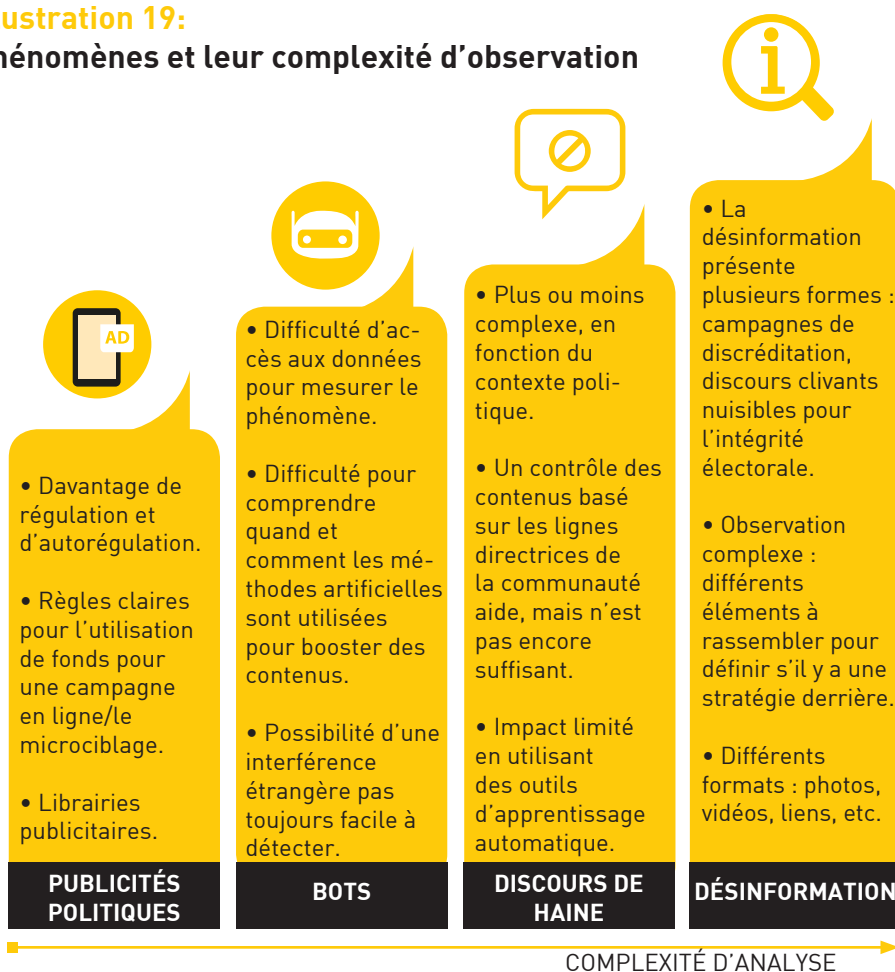 ustration 19:
énomènes et leur complexité d'observation
AD
• Davantage de
régulation et
d'autorégulation.
• Règles claires
pour l'utilisation
de fonds pour
une campagne
en ligne/le
microciblage.
• Librairies
publicitaires.
PUBLICITÉS
POLITIQUES
• Difficulté d'ac-
cès aux données
pour mesurer le
phénomène.
• Difficulté pour
comprendre
quand et
comment les mé-
thodes artificielles
sont utilisées
pour booster des
contenus.
• Possibilité d'une
interférence
étrangère pas
toujours facile à
détecter.
BOTS
• Plus ou moins
complexe, en
fonction du
contexte poli-
tique.
• Un contrôle des
contenus basé
sur les lignes
directrices de
la communauté
aide, mais n'est
pas encore
suffisant.
• Impact limité
en utilisant
des outils
d'apprentissage
automatique.
DISCOURS DE
HAINE
• La
désinformation
présente
plusieurs formes :
campagnes de
discréditation,
discours clivants
nuisibles pour
l'intégrité
électorale.
• Observation
complexe :
différents
éléments à
rassembler pour
définir s'il y a une
stratégie derrière.
• Différents
formats : photos,
vidéos, liens, etc.
DÉSINFORMATION
COMPLEXITÉ D'ANALYSE